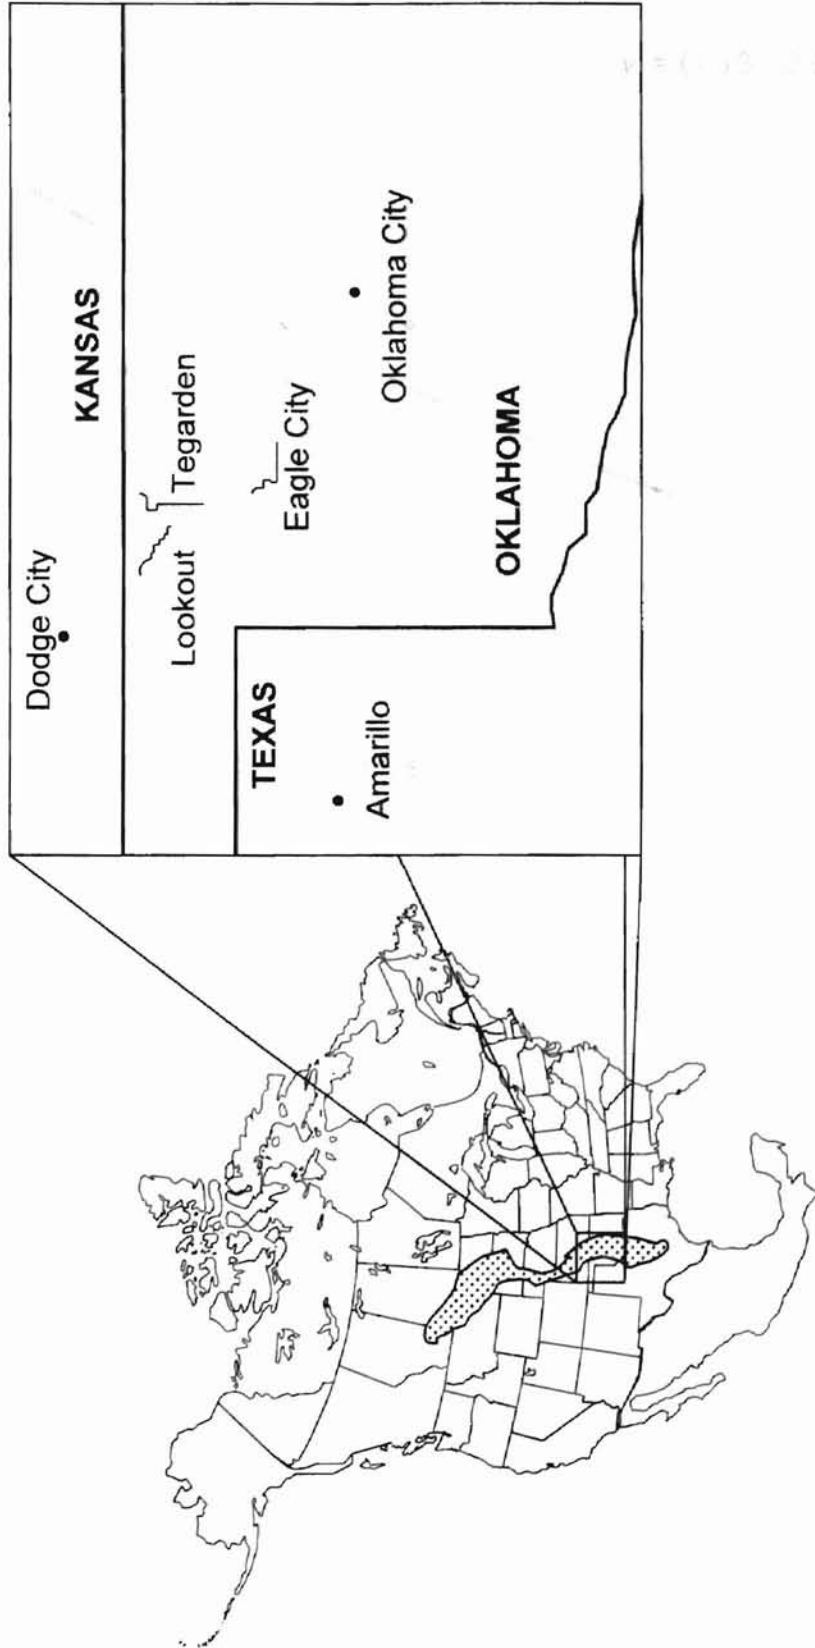 Dodge City
KANSAS
Lookout
Tegarden
TEXAS
Eagle City
Amarillo
Oklahoma City
OKLAHOMA